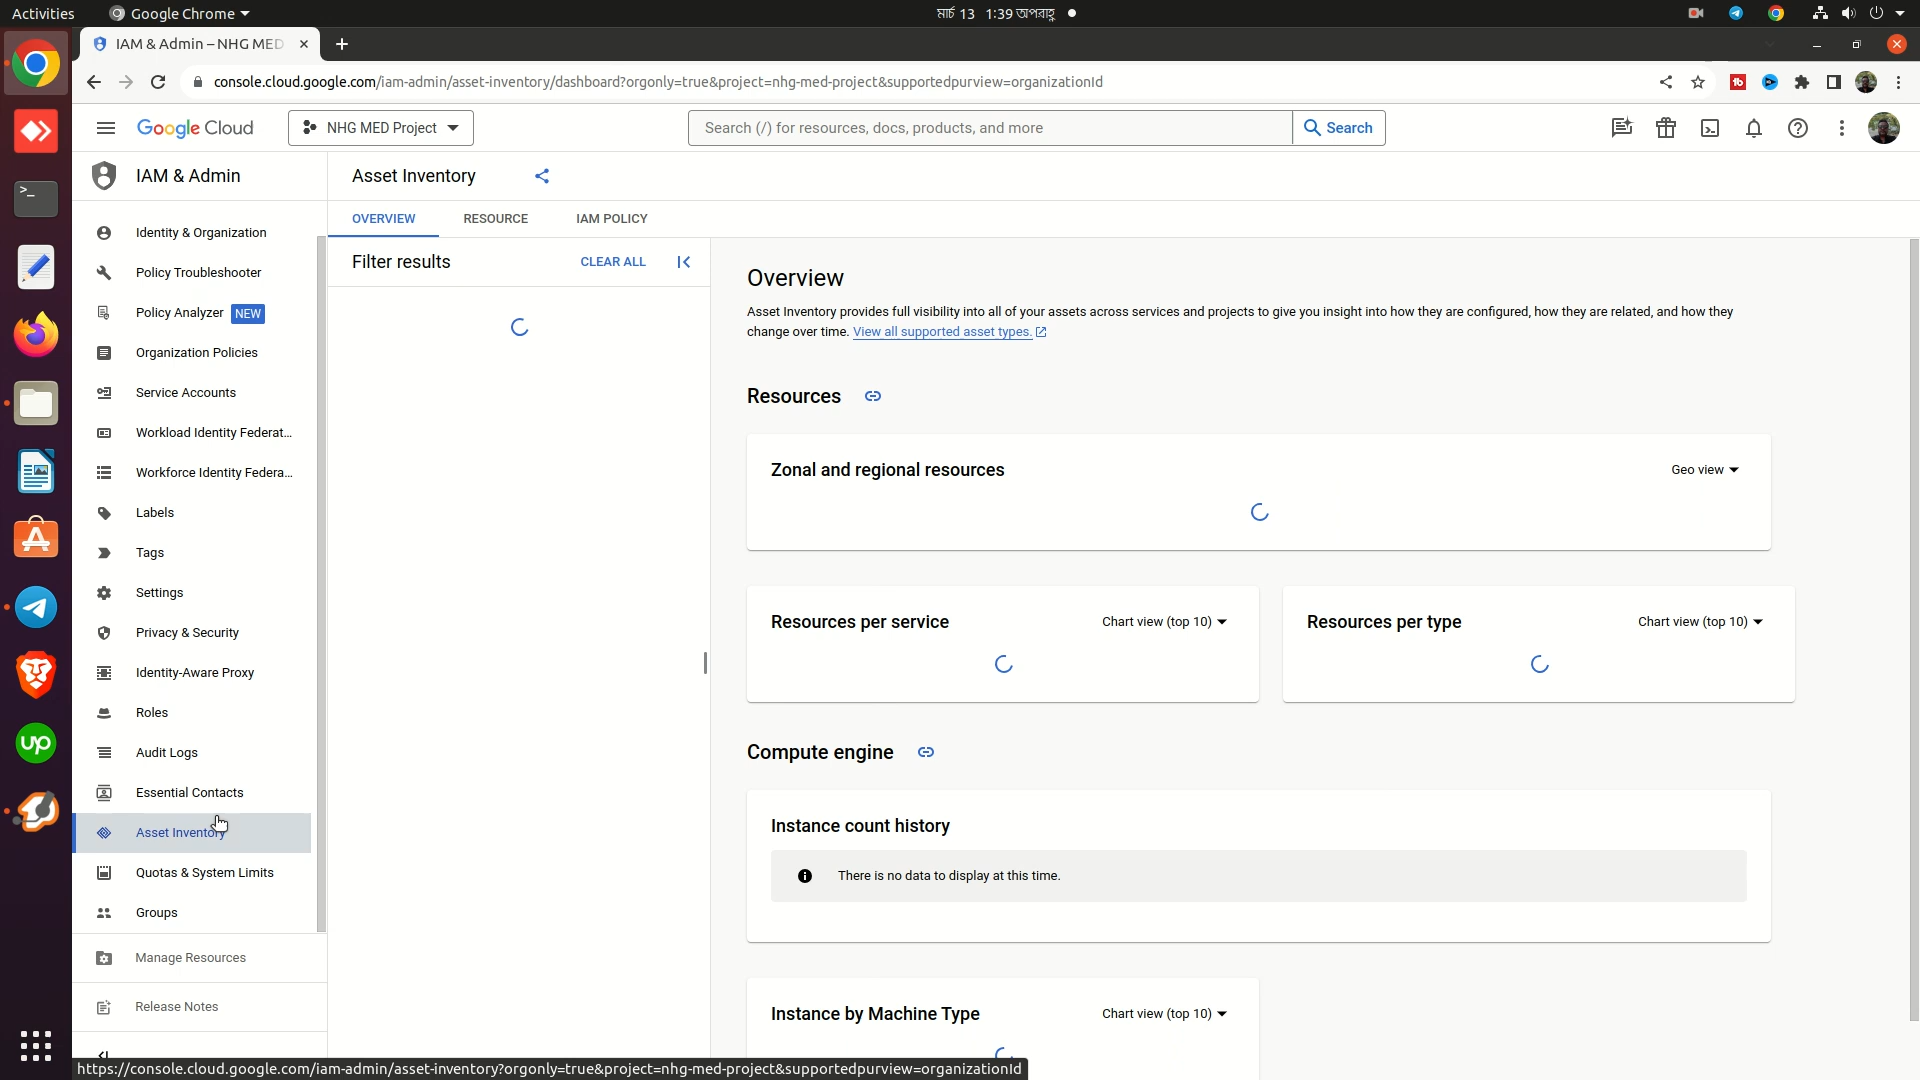 Activities
Google Chrome
মার্চ 13 1:39 অপরাহ্ণ
IAM & Admin – NHG MED
console.cloud.google.com/iam-admin/asset-inventory/dashboard?orgonly=true&project=nhg-med-project&supportedpurview=organizationId
Google Cloud
NHG MED Project
Search (/) for resources, docs, products, and more
Search
IAM & Admin
Asset Inventory
Identity & Organization
Policy Troubleshooter
Policy Analyzer NEW
Organization Policies
Service Accounts
Workload Identity Federat...
Workforce Identity Federa...
Labels
Tags
Settings
Privacy & Security
Identity-Aware Proxy
Roles
Audit Logs
Essential Contacts
Asset Inventory
Quotas & System Limits
Groups
Manage Resources
Release Notes
OVERVIEW
RESOURCE
IAM POLICY
Filter results
CLEAR ALL
Overview
Asset Inventory provides full visibility into all of your assets across services and projects to give you insight into how they are configured, how they are related, and how they
change over time. View all supported asset types.
Resources
Zonal and regional resources
Geo view
Resources per service
Chart view (top 10)
Resources per type
Chart view (top 10)
Compute engine
Instance count history
There is no data to display at this time.
Instance by Machine Type
Chart view (top 10)
https://console.cloud.google.com/iam-admin/asset-inventory?orgonly=true&project=nhg-med-project&supportedpurview=organizationId
up